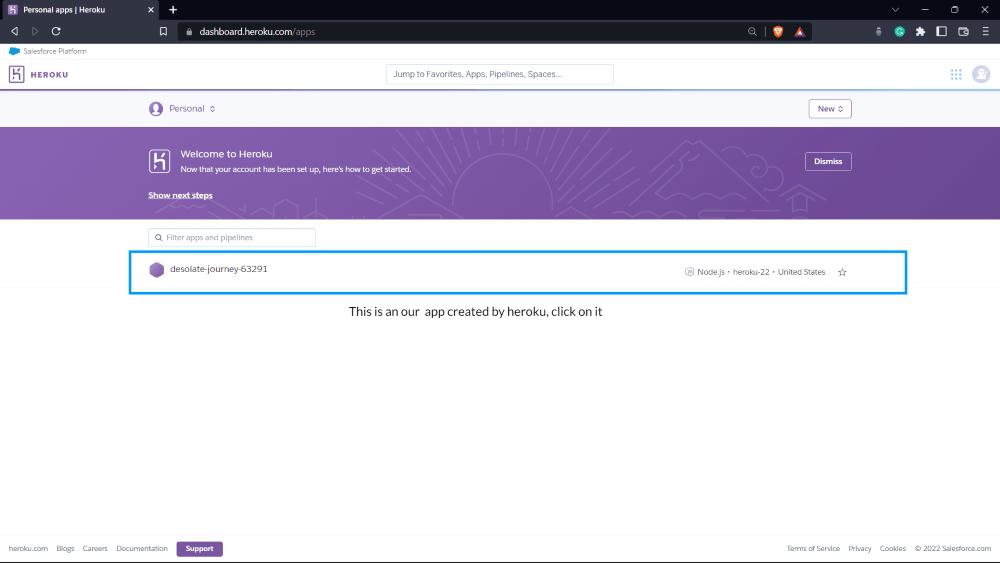 Personal apps | Heroku
dashboard.heroku.com/apps
Salesforce Platform
HEROKU
Jump to Favorites, Apps, Pipelines, Spaces...
Personal
New
Welcome to Heroku
Now that your account has been set up, here's how to get started.
Dismiss
Show next steps
Filter apps and pipelines
desolate-journey-63291
Node.js • heroku-22 • United States
This is an our app created by heroku, click on it
heroku.com Blogs Careers Documentation Support
Terms of Service Privacy Cookies © 2022 Salesforce.com